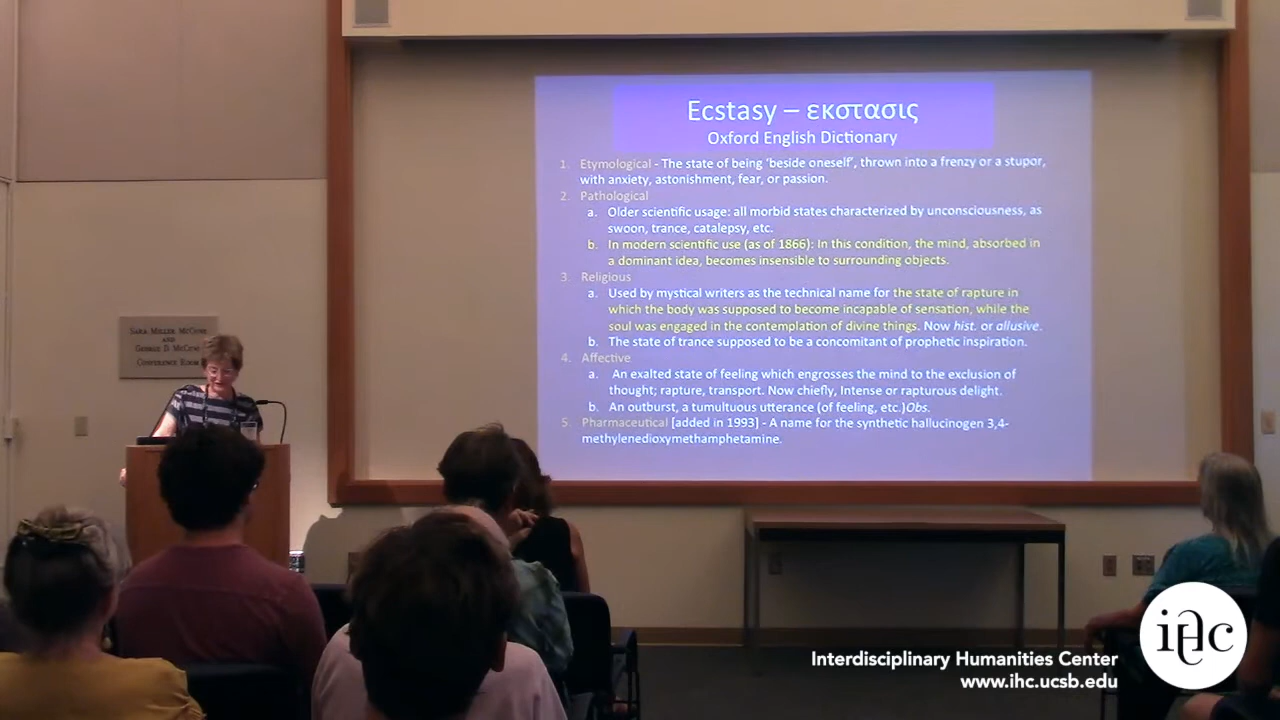 Ecstasy – εκστασις
Oxford English Dictionary
1. Etymological - The state of being ‘beside oneself’, thrown into a frenzy or a stupor,
with anxiety, astonishment, fear, or passion.
2. Pathological
a. Older scientific usage: all morbid states characterized by unconsciousness, as
swoon, trance, catalepsy, etc.
b. In modern scientific use (as of 1866): In this condition, the mind, absorbed in
a dominant idea, becomes insensible to surrounding objects.
3. Religious
a. Used by mystical writers as the technical name for the state of rapture in
which the body was supposed to become incapable of sensation, while the
soul was engaged in the contemplation of divine things. Now hist. or allusive.
b. The state of trance supposed to be a concomitant of prophetic inspiration.
4. Affective
a. An exalted state of feeling which engrosses the mind to the exclusion of
thought; rapture, transport. Now chiefly, Intense or rapturous delight.
b. An outburst, a tumultuous utterance (of feeling, etc.)Obs.
5. Pharmaceutical [added in 1993] - A name for the synthetic hallucinogen 3,4-
methylenedioxymethamphetamine.
Sara Miller McCune
and
George D. McCune
Conference Room
Interdisciplinary Humanities Center
www.ihc.ucsb.edu
ihc